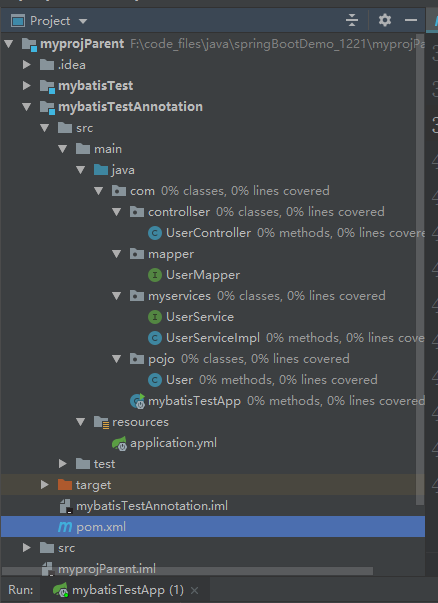 Project
myprojParent F:\code_files\java\springBootDemo_1221\myprojPa
.idea
mybatisTest
mybatisTestAnnotation
src
main
java
com 0% classes, 0% lines covered
controllser 0% classes, 0% lines covered
UserController 0% methods, 0% lines cove
mapper
UserMapper
myservices 0% classes, 0% lines covered
UserService
UserServiceImpl 0% methods, 0% lines cove
pojo 0% classes, 0% lines covered
User 0% methods, 0% lines covered
mybatisTestApp 0% methods, 0% lines covere
resources
application.yml
test
target
mybatisTestAnnotation.iml
pom.xml
src
myprojParent.iml
Run: mybatisTestApp (1)